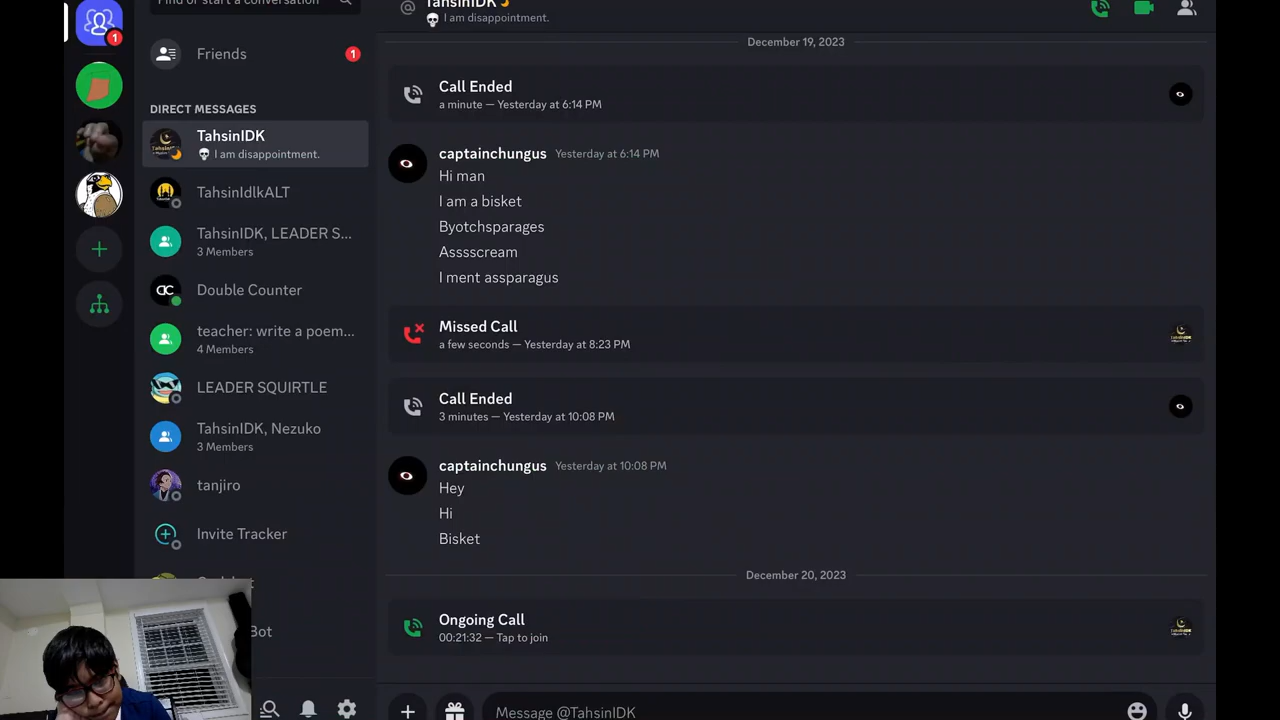 Find or start a conversation
1
Friends
1
DIRECT MESSAGES
TahsinIDK
I am disappointment.
TahsinIdlkALT
TahsinIDK, LEADER S...
3 Members
Double Counter
teacher: write a poem...
4 Members
LEADER SQUIRTLE
TahsinIDK, Nezuko
3 Members
tanjiro
Invite Tracker
Bot
@ TahsinIDK
I am disappointment.
December 19, 2023
Call Ended
a minute — Yesterday at 6:14 PM
captainchungus Yesterday at 6:14 PM
Hi man
I am a bisket
Byotchsparages
Asssscream
I ment assparagus
Missed Call
a few seconds — Yesterday at 8:23 PM
Call Ended
3 minutes — Yesterday at 10:08 PM
captainchungus Yesterday at 10:08 PM
Hey
Hi
Bisket
December 20, 2023
Ongoing Call
00:21:32 — Tap to join
Message @TahsinIDK